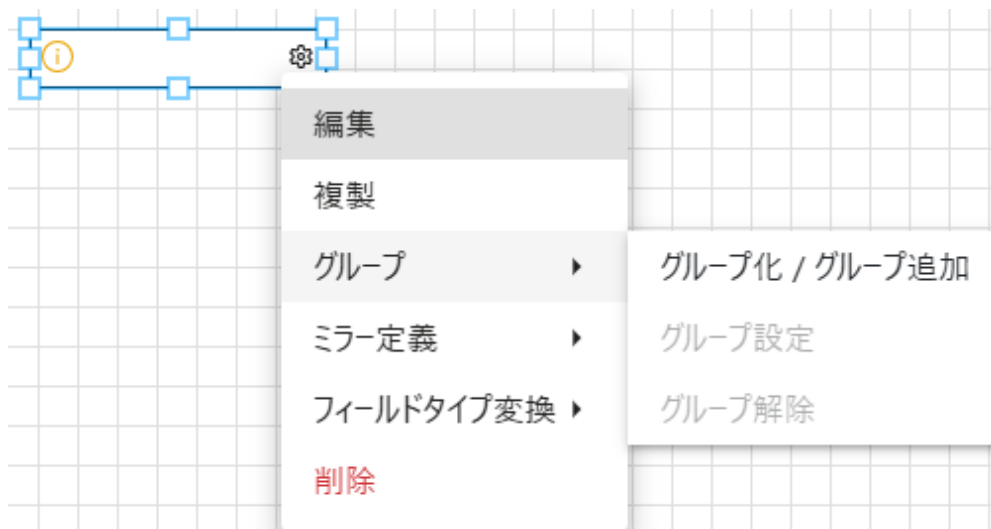 編集
複製
グループ
グループ化 / グループ追加
ミラー定義
グループ設定
フィールドタイプ変換
グループ解除
削除